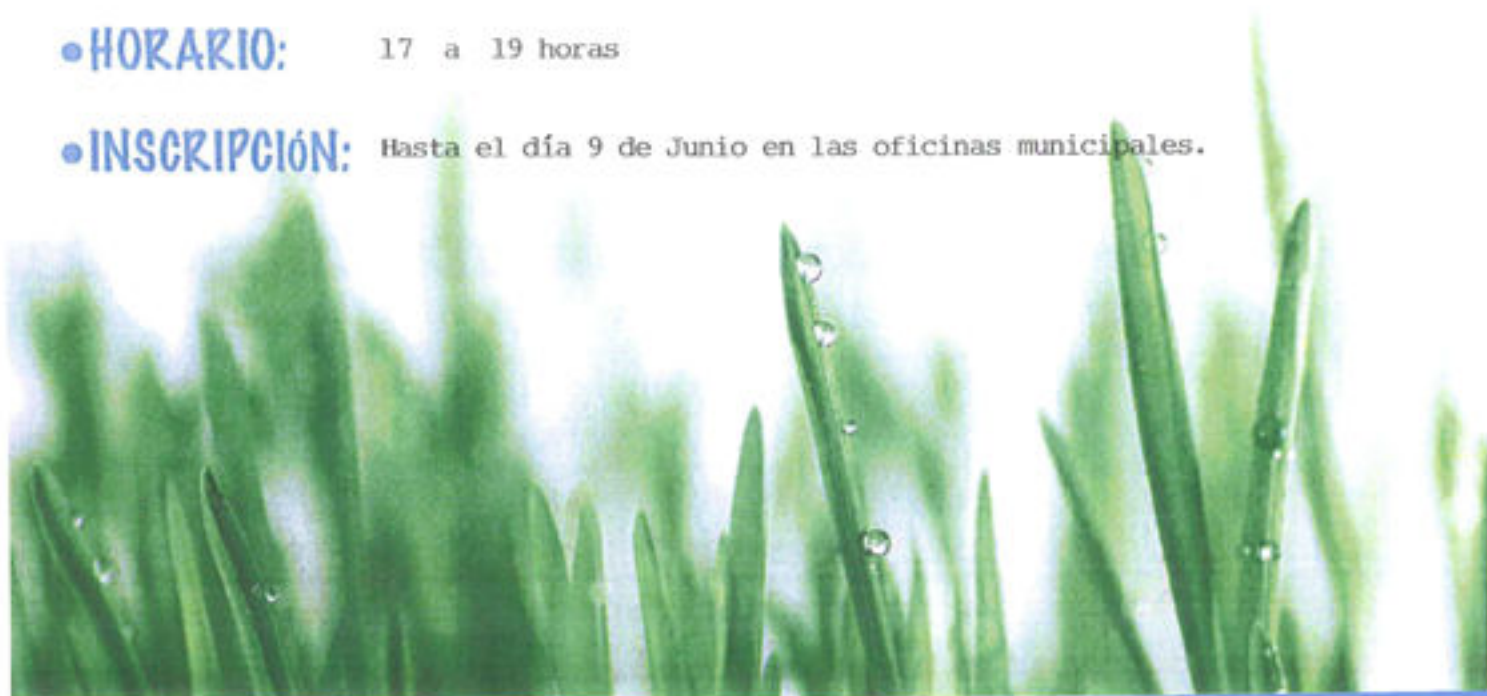 •HORARIO: 17 a 19 horas
•INSCRIPCIÓN: Hasta el día 9 de Junio en las oficinas municipales.